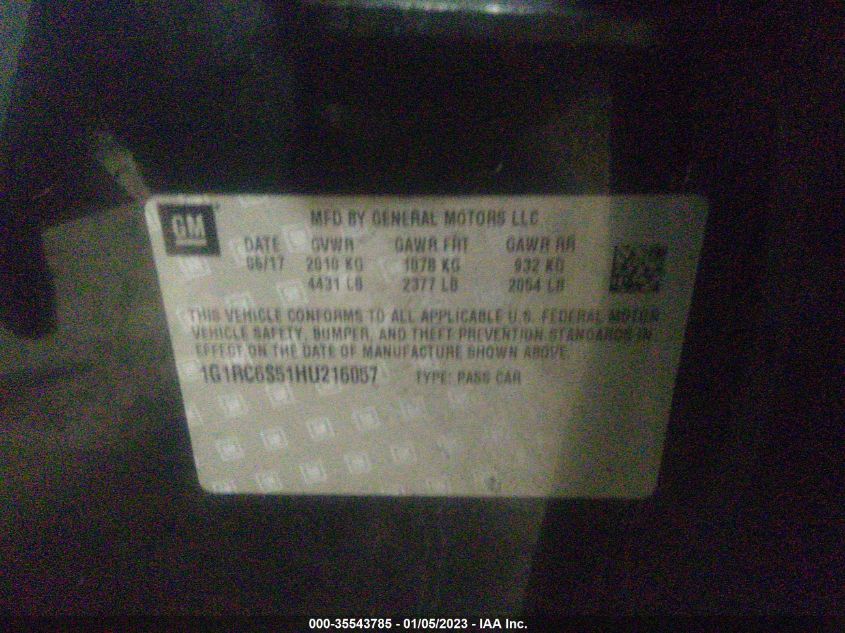 GM
MFD BY GENERAL MOTORS LLC
DATE GVWR GAWR FRT GAWR RR
06/17 2010 KG 1078 KG 932 KG
4431 LB 2377 LB 2054 LB
THIS VEHICLE CONFORMS TO ALL APPLICABLE U.S. FEDERAL MOTOR
VEHICLE SAFETY, BUMPER, AND THEFT PREVENTION STANDARDS IN
EFFECT ON THE DATE OF MANUFACTURE SHOWN ABOVE.
1G1RC6S51HU216057 TYPE: PASS CAR
000-35543785 - 01/05/2023 - IAA Inc.